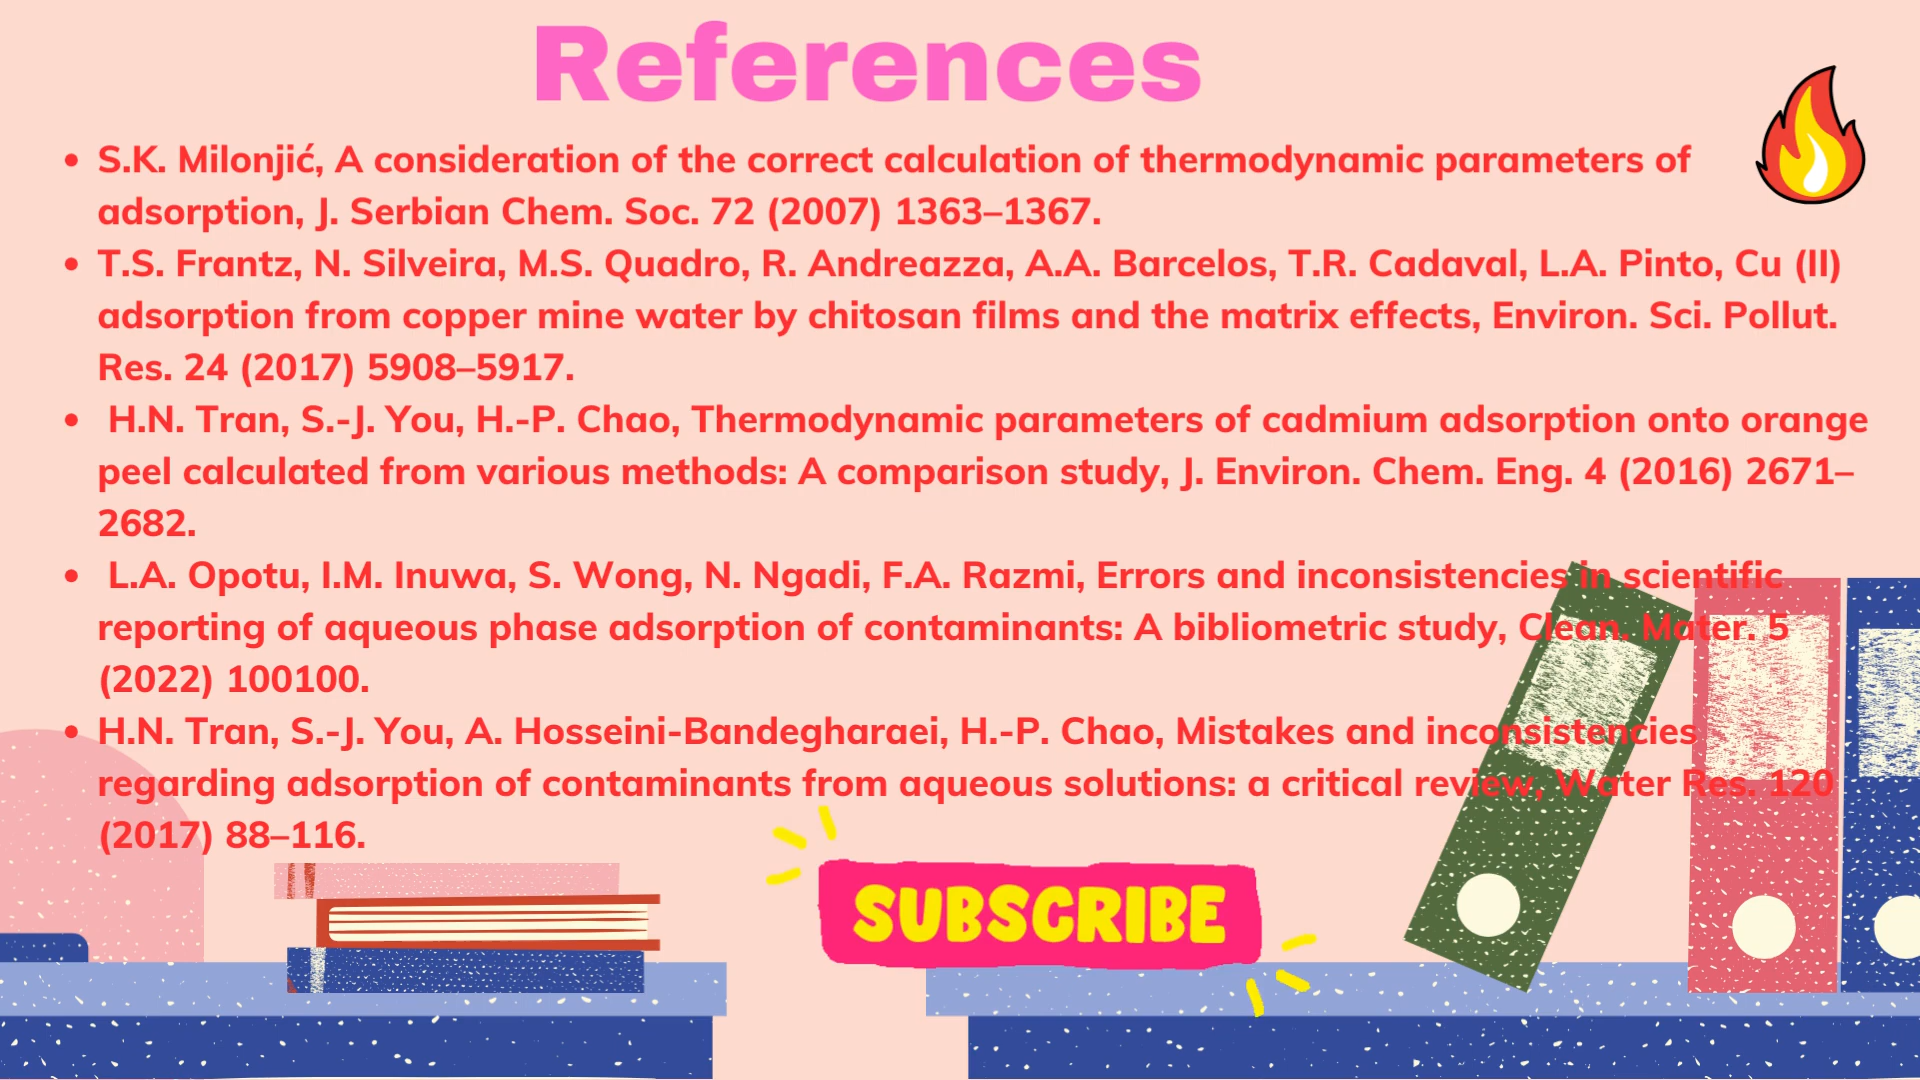 References
• S.K. Milonjić, A consideration of the correct calculation of thermodynamic parameters of
adsorption, J. Serbian Chem. Soc. 72 (2007) 1363–1367.
• T.S. Frantz, N. Silveira, M.S. Quadro, R. Andreazza, A.A. Barcelos, T.R. Cadaval, L.A. Pinto, Cu (II)
adsorption from copper mine water by chitosan films and the matrix effects, Environ. Sci. Pollut.
Res. 24 (2017) 5908–5917.
• H.N. Tran, S.-J. You, H.-P. Chao, Thermodynamic parameters of cadmium adsorption onto orange
peel calculated from various methods: A comparison study, J. Environ. Chem. Eng. 4 (2016) 2671–
2682.
• L.A. Opotu, I.M. Inuwa, S. Wong, N. Ngadi, F.A. Razmi, Errors and inconsistencies in scientific
reporting of aqueous phase adsorption of contaminants: A bibliometric study, Clean. Mater. 5
(2022) 100100.
• H.N. Tran, S.-J. You, A. Hosseini-Bandegharaei, H.-P. Chao, Mistakes and inconsistencies
regarding adsorption of contaminants from aqueous solutions: a critical review, Water Res. 120
(2017) 88–116.
SUBSCRIBE